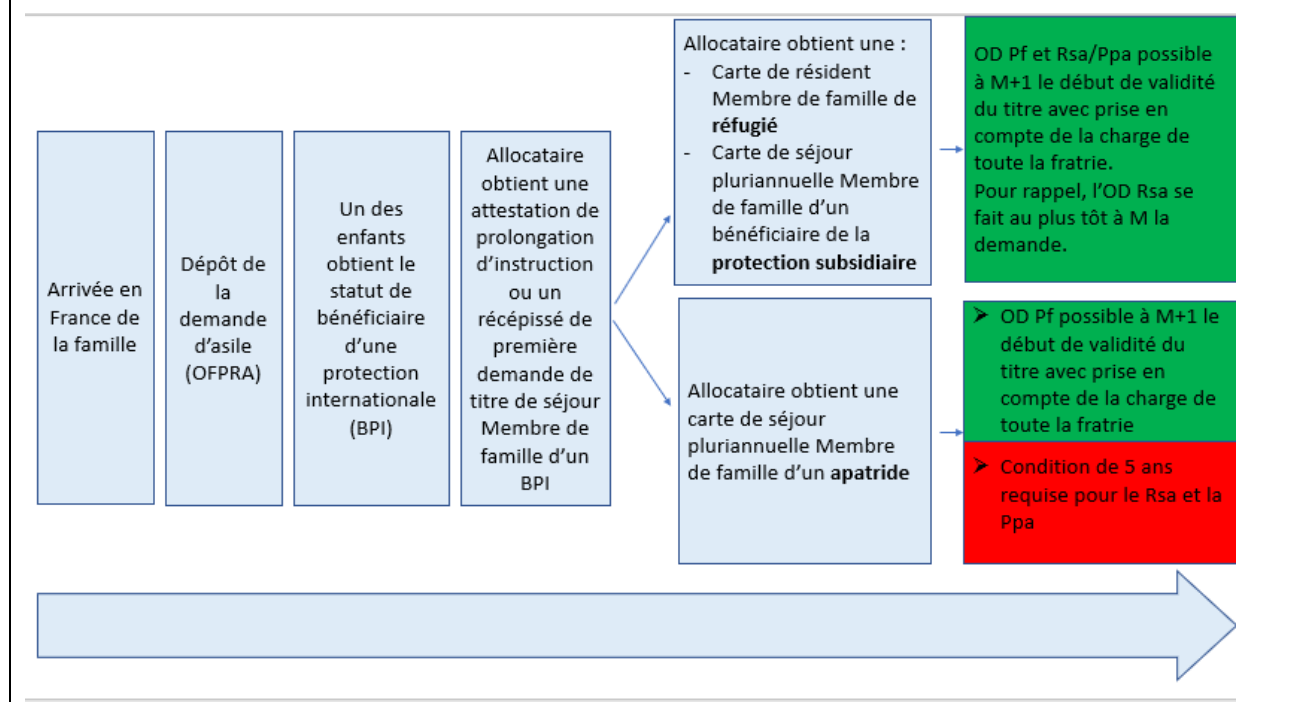 Arrivée en
France de
la famille
Dépôt de
la
demande
d'asile
(OFPRA)
Un des
enfants
obtient le
statut de
bénéficiaire
d'une
protection
internationale
(BPI)
Allocataire
obtient une
attestation de
prolongation
d'instruction
ou un
récépissé de
première
demande de
titre de séjour
Membre de
famille d'un
BPI
Allocataire obtient une :
- Carte de résident
Membre de famille de
réfugié
- Carte de séjour
pluriannuelle Membre
de famille d'un
bénéficiaire de la
protection subsidiaire
OD Pf et Rsa/Ppa possible
à M+1 le début de validité
du titre avec prise en
compte de la charge de
toute la fratrie.
Pour rappel, l'OD Rsa se
fait au plus tôt à M la
demande.
Allocataire obtient une
carte de séjour
pluriannuelle Membre
de famille d'un apatride
➢ OD Pf possible à M+1 le
début de validité du
titre avec prise en
compte de la charge de
toute la fratrie
➢ Condition de 5 ans
requise pour le Rsa et la
Ppa